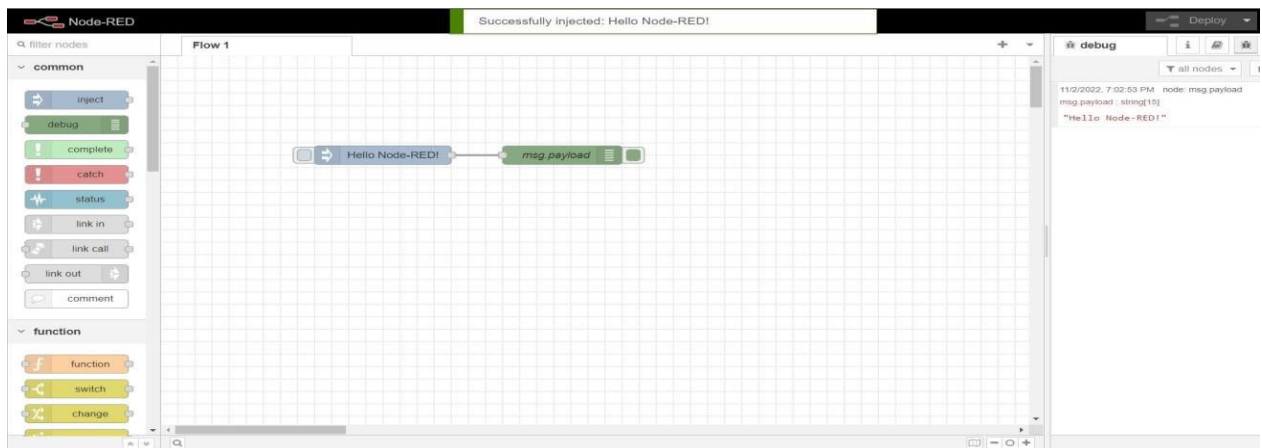 Node-RED
Successfully injected: Hello Node-RED!
Deploy
filter nodes
Flow 1
debug
i
common
all nodes
inject
debug
complete
catch
status
link in
link call
link out
comment
function
function
switch
change
Hello Node-RED!
msg.payload
11/2/2022, 7:02:53 PM node: msg.payload
msg.payload : string[15]
"Hello Node-RED!"